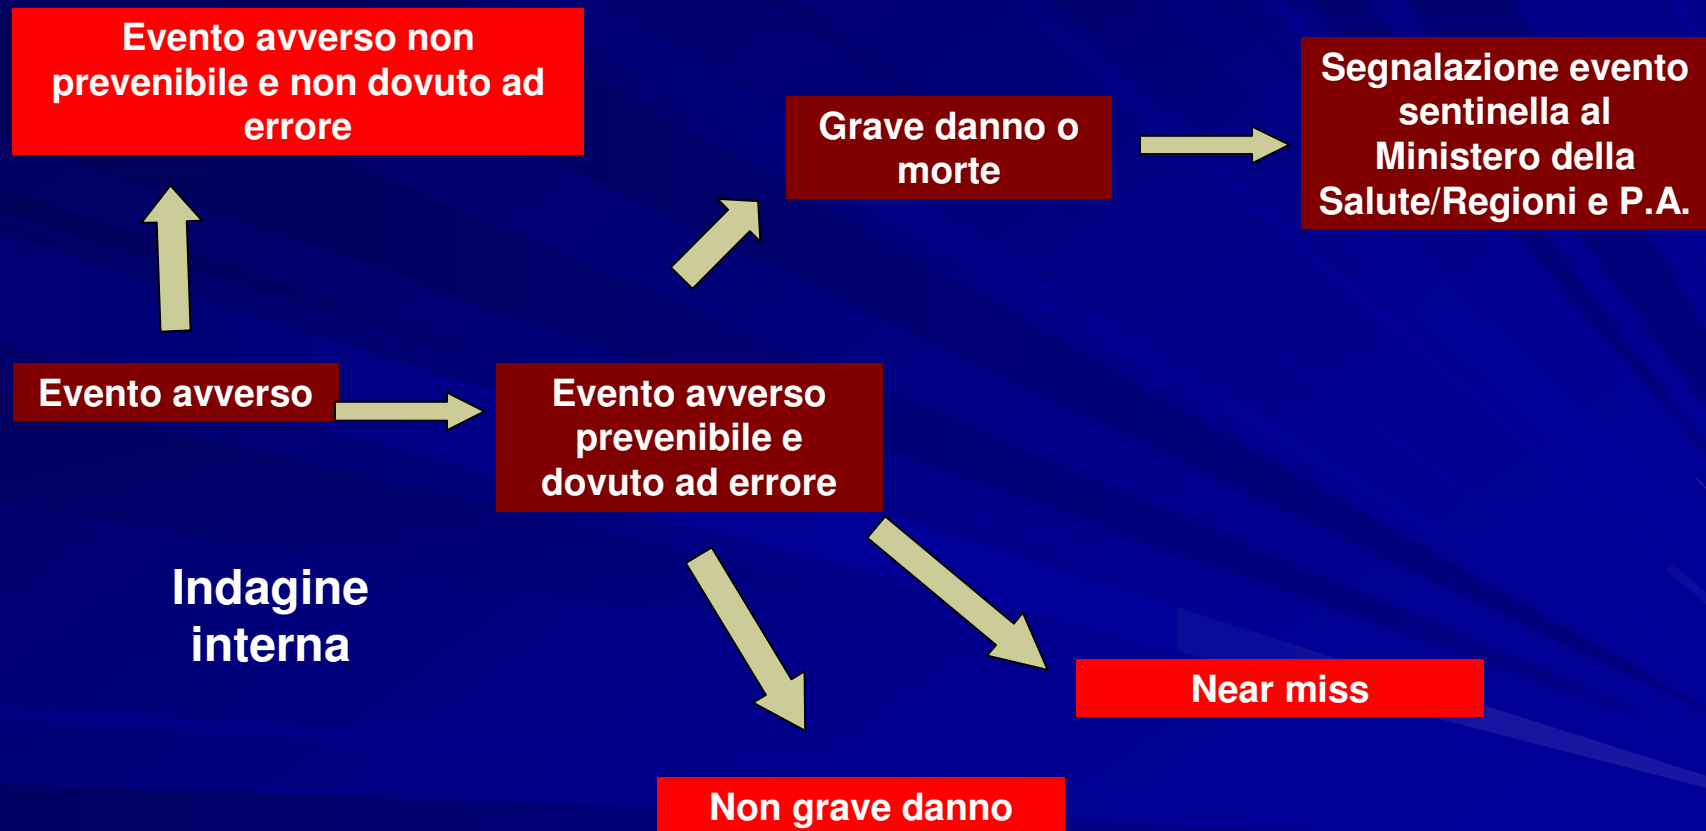 Evento avverso non
prevenibile e non dovuto ad
errore
Grave danno o
morte
Segnalazione evento
sentinella al
Ministero della
Salute/Regioni e P.A.
Evento avverso
Evento avverso
prevenibile e
dovuto ad errore
Indagine
interna
Near miss
Non grave danno